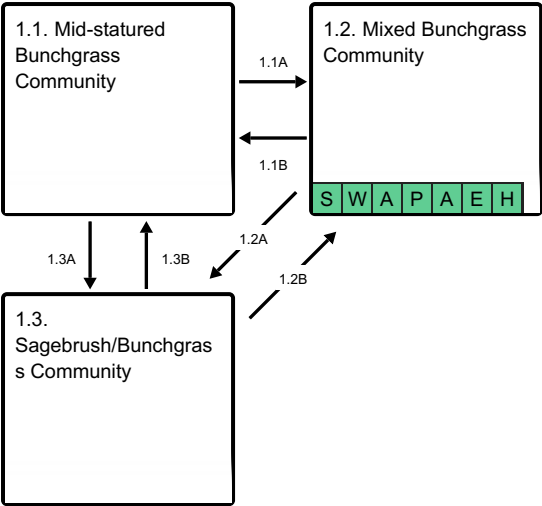 1.1. Mid-statured
Bunchgrass
Community
1.2. Mixed Bunchgrass
Community
1.1A
1.1B
S W A P A E H
1.2A
1.2B
1.3A
1.3B
1.3.
Sagebrush/Bunchgras
s Community